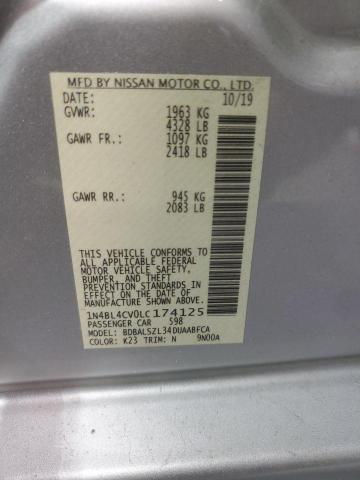 MFD BY NISSAN MOTOR CO., LTD.
DATE: 10/19
GVWR: 1963 KG
4328 LB
GAWR FR.: 1097 KG
2418 LB
GAWR RR.: 945 KG
2083 LB
THIS VEHICLE CONFORMS TO
ALL APPLICABLE FEDERAL
MOTOR VEHICLE SAFETY,
BUMPER, AND THEFT
PREVENTION STANDARDS IN
EFFECT ON THE DATE OF
MANUFACTURE SHOWN ABOVE.
1N4BL4CV0LC174125
PASSENGER CAR 598
BDBALSZL34DUAABFCA
COLOR: K23 TRIM: N 9N00A